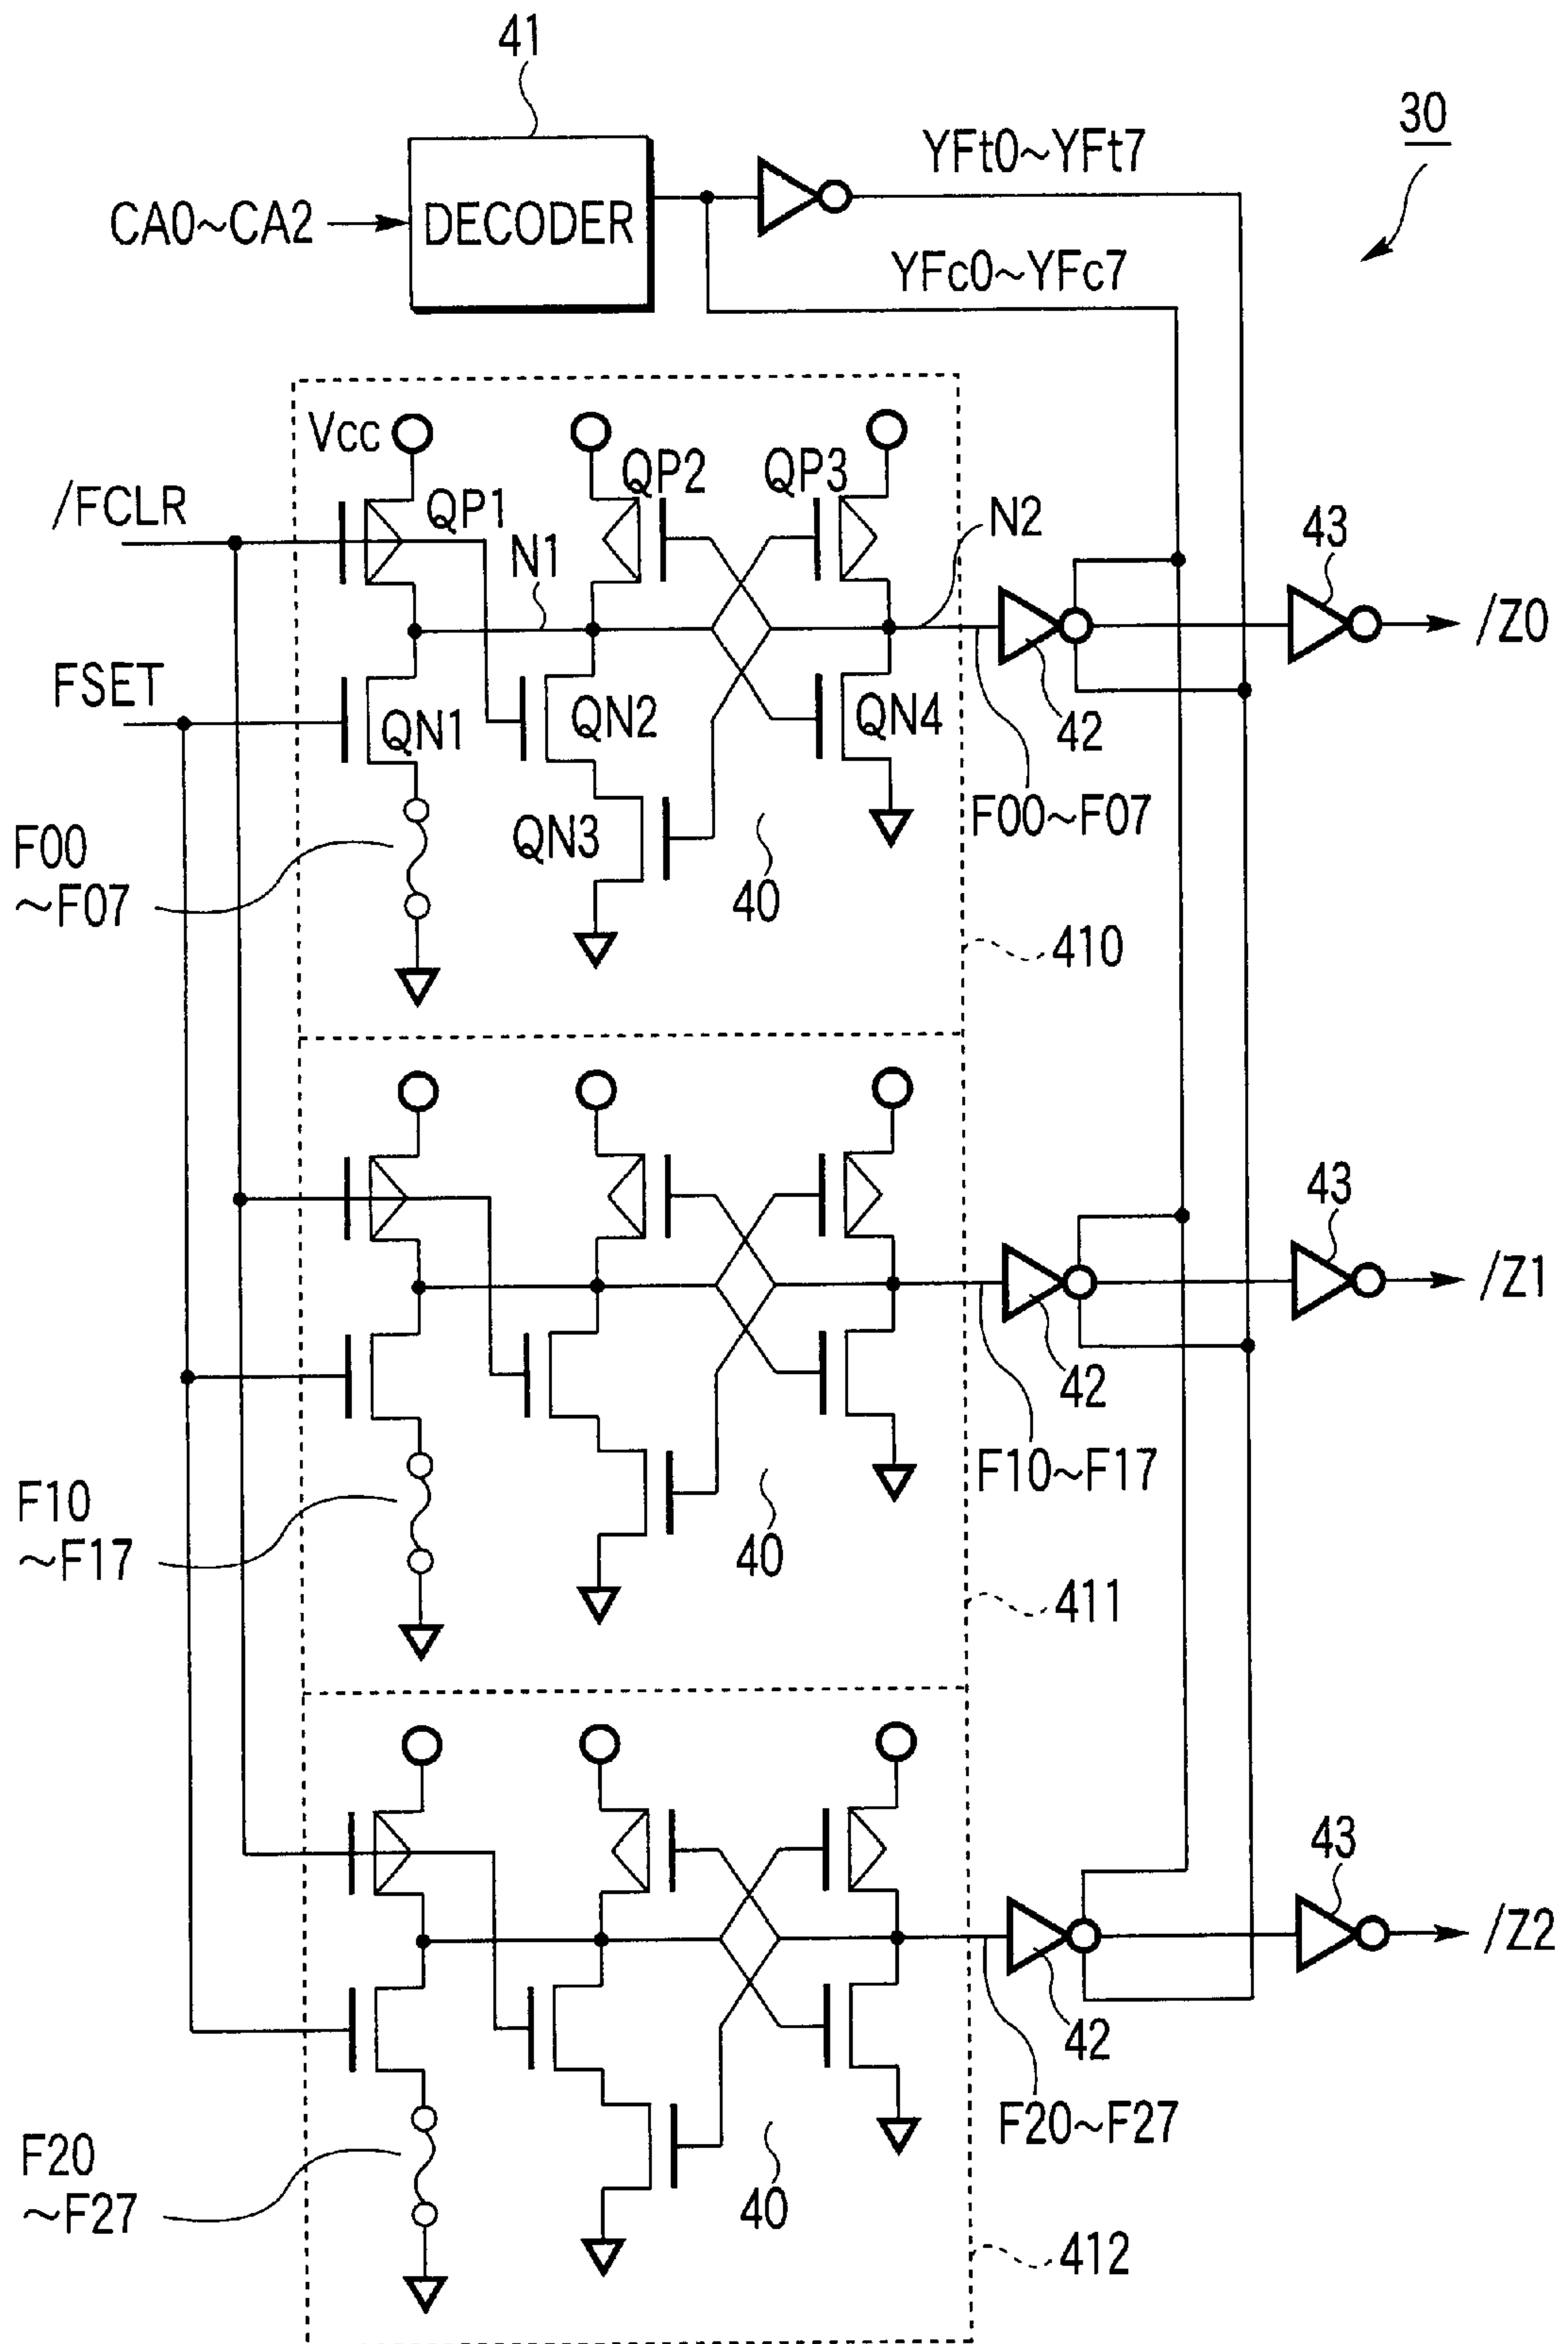 41
30
YFt0~YFt7
CA0~CA2
DECODER
YFc0~YFc7
Vcc
QP2
QP3
/FCLR
QP1
N1
N2
43
/Z0
FSET
QN1
QN2
QN4
42
F00
~F07
QN3
40
F00~F07
410
43
/Z1
42
F10
~F17
40
F10~F17
411
43
/Z2
42
F20
~F27
40
F20~F27
412